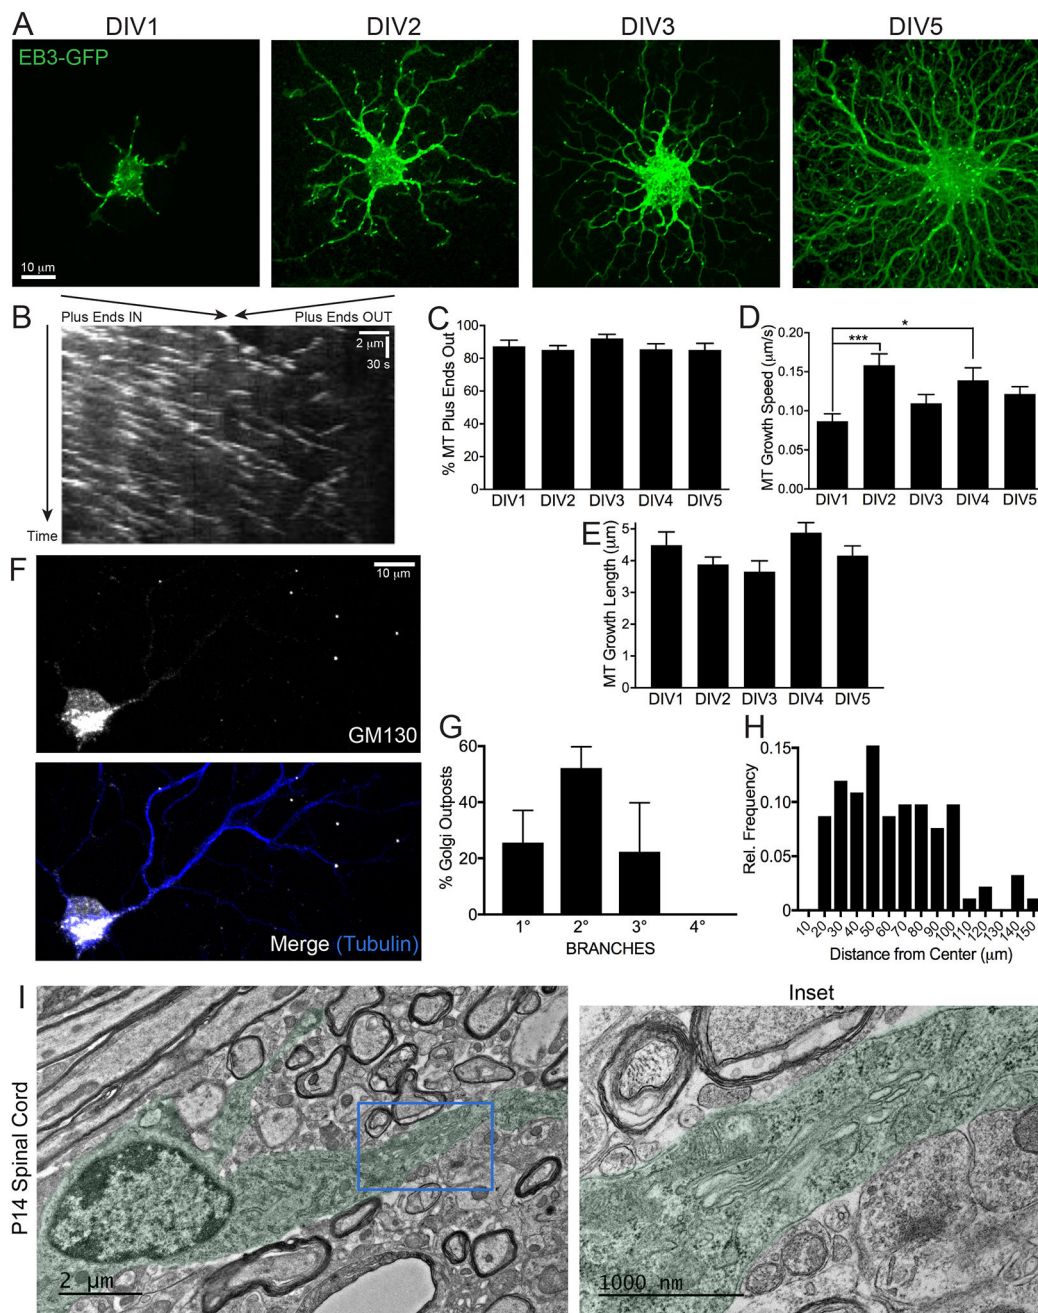 A
DIV1
DIV2
DIV3
DIV5
EB3-GFP
10 μm
B
Plus Ends IN
Plus Ends OUT
2 μm
30 s
Time
C
% MT Plus Ends Out
100
80
60
40
20
0
DIV1 DIV2 DIV3 DIV4 DIV5
D
MT Growth Speed (μm/s)
0.20
0.15
0.10
0.05
0.00
***
*
DIV1 DIV2 DIV3 DIV4 DIV5
E
MT Growth Length (μm)
5
4
3
2
1
0
DIV1 DIV2 DIV3 DIV4 DIV5
F
10 μm
GM130
Merge (Tubulin)
G
% Golgi Outposts
60
40
20
0
1° 2° 3° 4°
BRANCHES
H
Rel. Frequency
0.15
0.10
0.05
0
10 20 30 40 50 60 70 80 90 100 110 120 130 140 150
Distance from Center (μm)
I
P14 Spinal Cord
2 μm
Inset
1000 nm